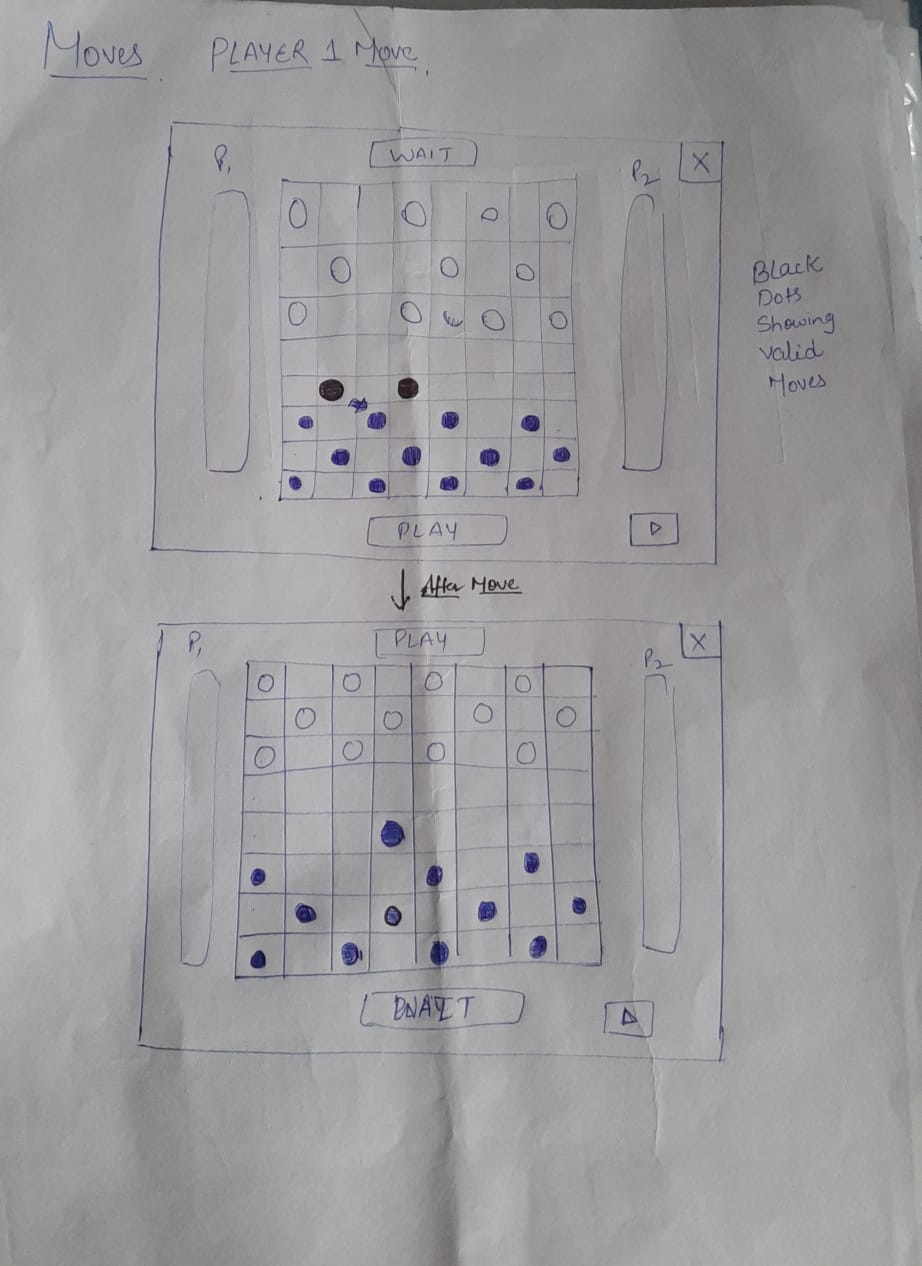 Moves. PLAYER 1 Move.
P1 WAIT P2 X
Black
Dots
Showing
valid
Moves
PLAY
After Move
P1 PLAY P2 X